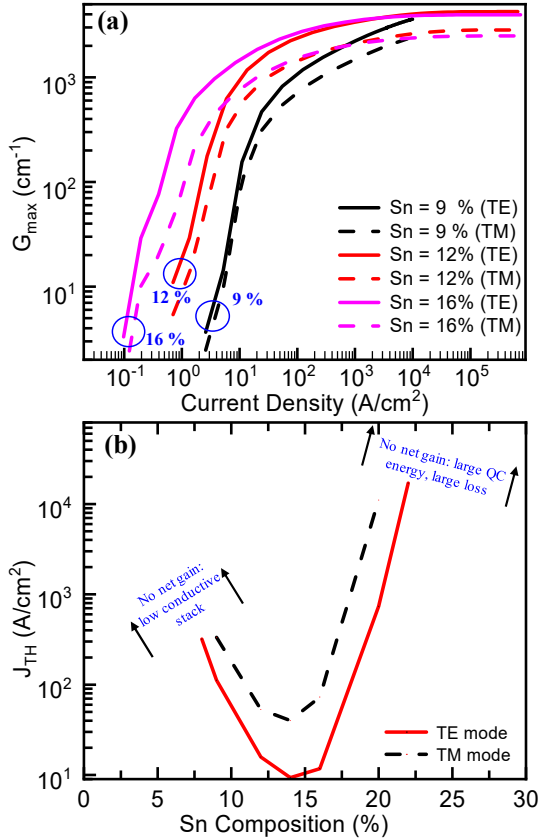 (a)
G_max (cm⁻¹)
10³
10²
10¹
12 %
9 %
16 %
Sn = 9 % (TE)
Sn = 9 % (TM)
Sn = 12% (TE)
Sn = 12% (TM)
Sn = 16% (TE)
Sn = 16% (TM)
10⁻¹ 10⁰ 10¹ 10² 10³ 10⁴ 10⁵
Current Density (A/cm²)
(b)
No net gain: large QC
energy, large loss
No net gain:
low conductive
stack
J_TH (A/cm²)
10⁴
10³
10²
10¹
TE mode
TM mode
0 5 10 15 20 25 30
Sn Composition (%)